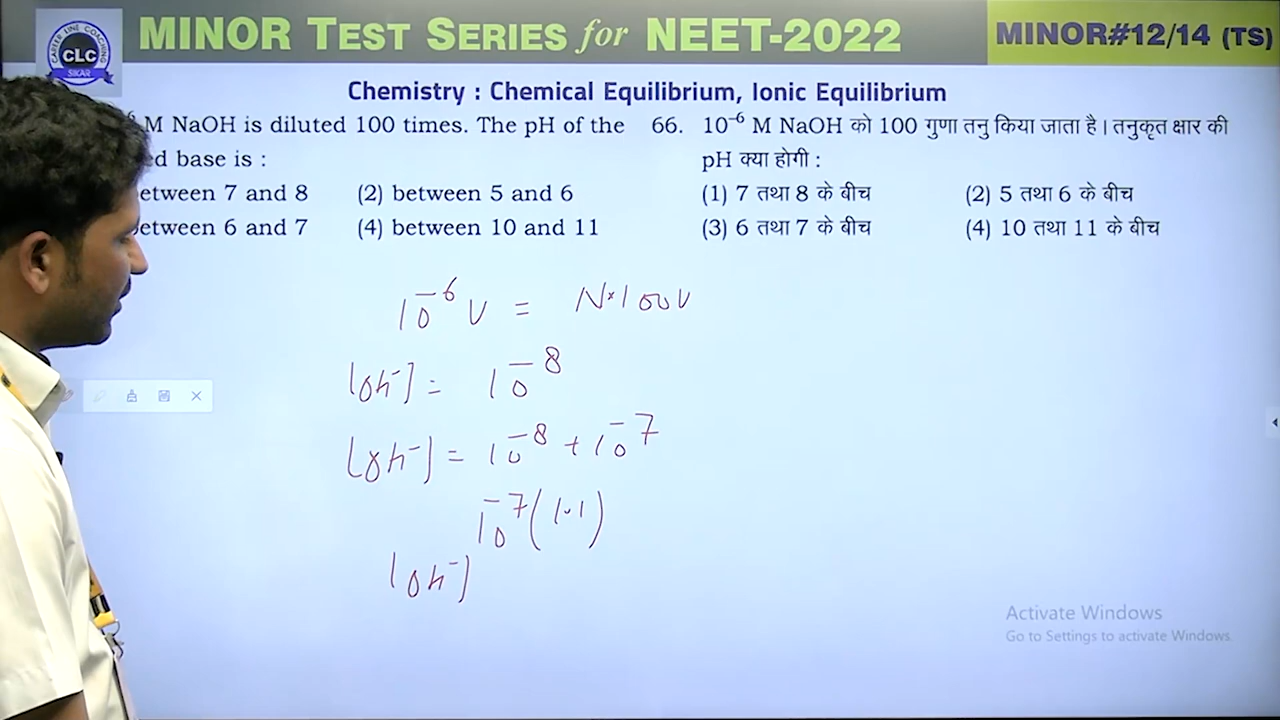 MINOR TEST SERIES for NEET-2022
MINOR#12/14 (TS)
CAREER LINE COACHING
CLC
SIKAR
Chemistry : Chemical Equilibrium, Ionic Equilibrium
M NaOH is diluted 100 times. The pH of the
ed base is :
etween 7 and 8 (2) between 5 and 6
etween 6 and 7 (4) between 10 and 11
66. 10⁻⁶ M NaOH को 100 गुणा तनु किया जाता है। तनुकृत क्षार की
pH क्या होगी :
(1) 7 तथा 8 के बीच (2) 5 तथा 6 के बीच
(3) 6 तथा 7 के बीच (4) 10 तथा 11 के बीच
10⁻⁶ V = N×100V
[OH⁻] = 10⁻⁸
[OH⁻] = 10⁻⁸ + 10⁻⁷
10⁻⁷(1.1)
[OH⁻]
Activate Windows
Go to Settings to activate Windows.